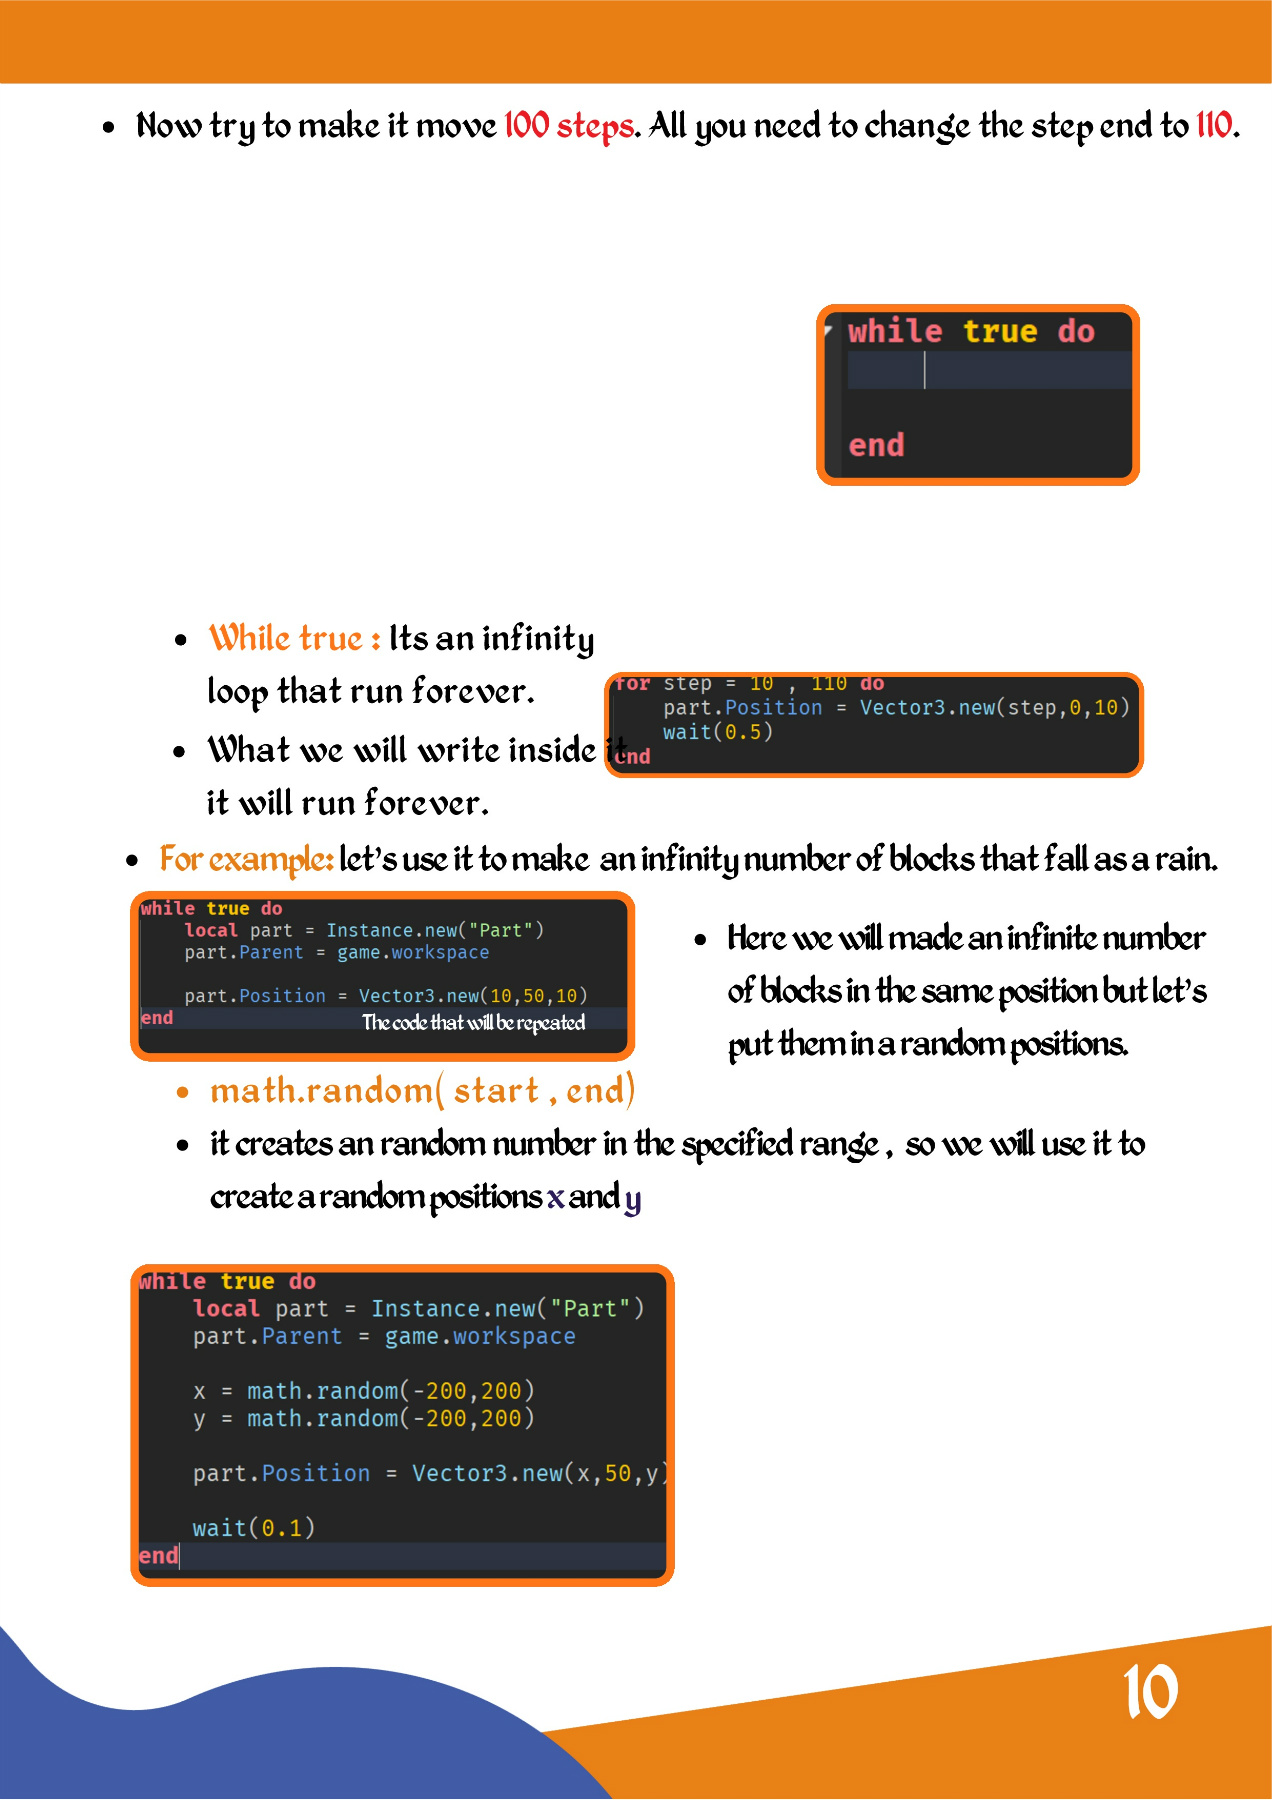 Now try to make it move 100 steps. All you need to change the step end to 110.
while true do
end
While true : Its an infinity
loop that run forever.
What we will write inside it
it will run forever.
for step = 10 , 110 do
part.Position = Vector3.new(step,0,10)
wait(0.5)
end
For example: let's use it to make an infinity number of blocks that fall as a rain.
while true do
local part = Instance.new("Part")
part.Parent = game.workspace
part.Position = Vector3.new(10,50,10)
end
The code that will be repeated
Here we will made an infinite number
of blocks in the same position but let's
put them in a random positions.
math.random( start , end)
it creates an random number in the specified range , so we will use it to
create a random positions x and y
while true do
local part = Instance.new("Part")
part.Parent = game.workspace
x = math.random(-200,200)
y = math.random(-200,200)
part.Position = Vector3.new(x,50,y)
wait(0.1)
end
10